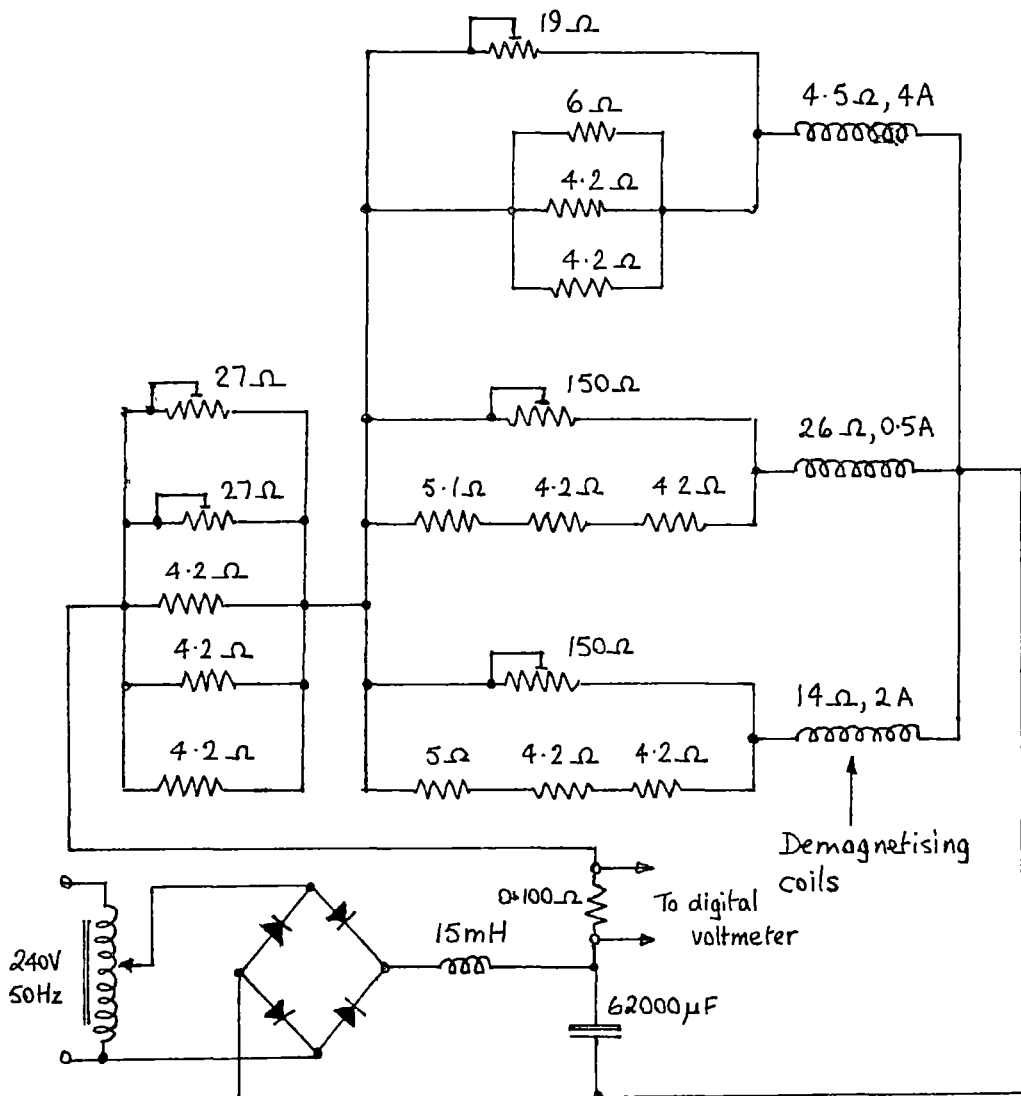 19Ω
4.5Ω, 4A
6Ω
4.2Ω
4.2Ω
27Ω
150Ω
26Ω, 0.5A
27Ω
5.1Ω
4.2Ω
4 2Ω
4.2Ω
150Ω
4.2Ω
14Ω, 2A
4.2Ω
5Ω
4.2Ω
4.2Ω
Demagnetising
coils
0.100Ω
To digital
voltmeter
15mH
240V
50Hz
62000µF